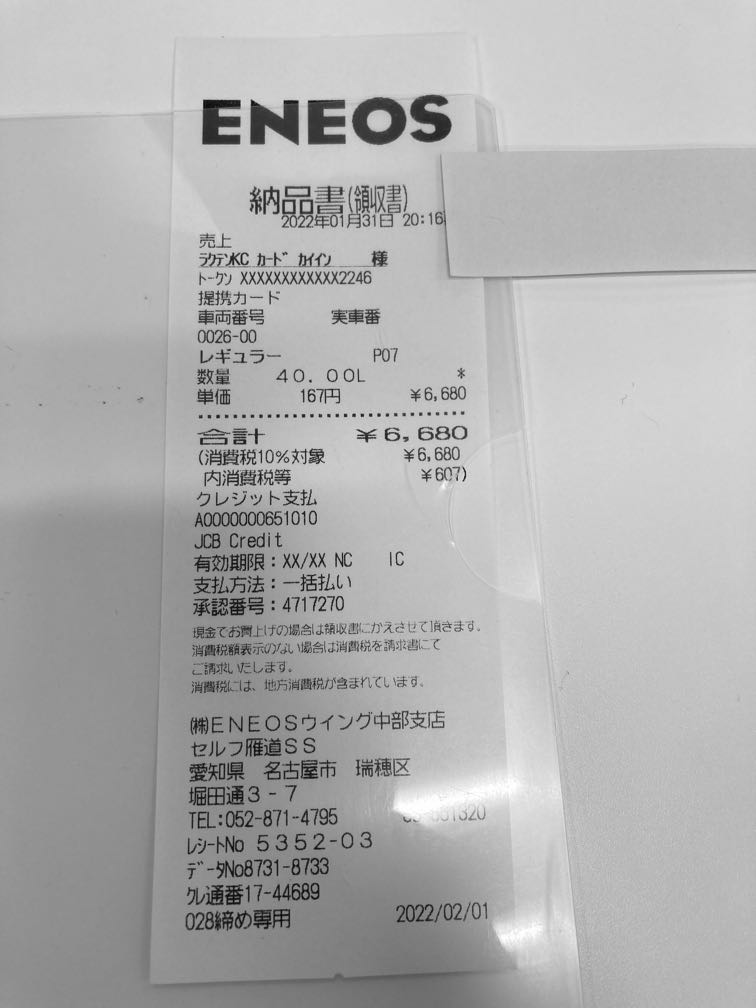 ENEOS
納品書(領収書)
2022年01月31日 20:16
売上
ラクテンKC カード カイイン 様
トークン XXXXXXXXXXXX2246
提携カード
車両番号 実車番
0026-00
レギュラー P07
数量 40.00L *
単価 167円 ¥6,680
合計 ¥6,680
(消費税10%対象 ¥6,680
内消費税等 ¥607)
クレジット支払
A0000000651010
JCB Credit
有効期限:XX/XX NC IC
支払方法:一括払い
承認番号:4717270
現金でお買上げの場合は領収書にかえさせて頂きます。
消費税額表示のない場合は消費税を請求書にて
ご請求いたします。
消費税には、地方消費税が含まれています。
㈱ENEOSウイング中部支店
セルフ雁道SS
愛知県 名古屋市 瑞穂区
堀田通3-7
TEL:052-871-4795
レシートNo 5352-03
データNo8731-8733
クレ通番17-44689
028締め専用 2022/02/01